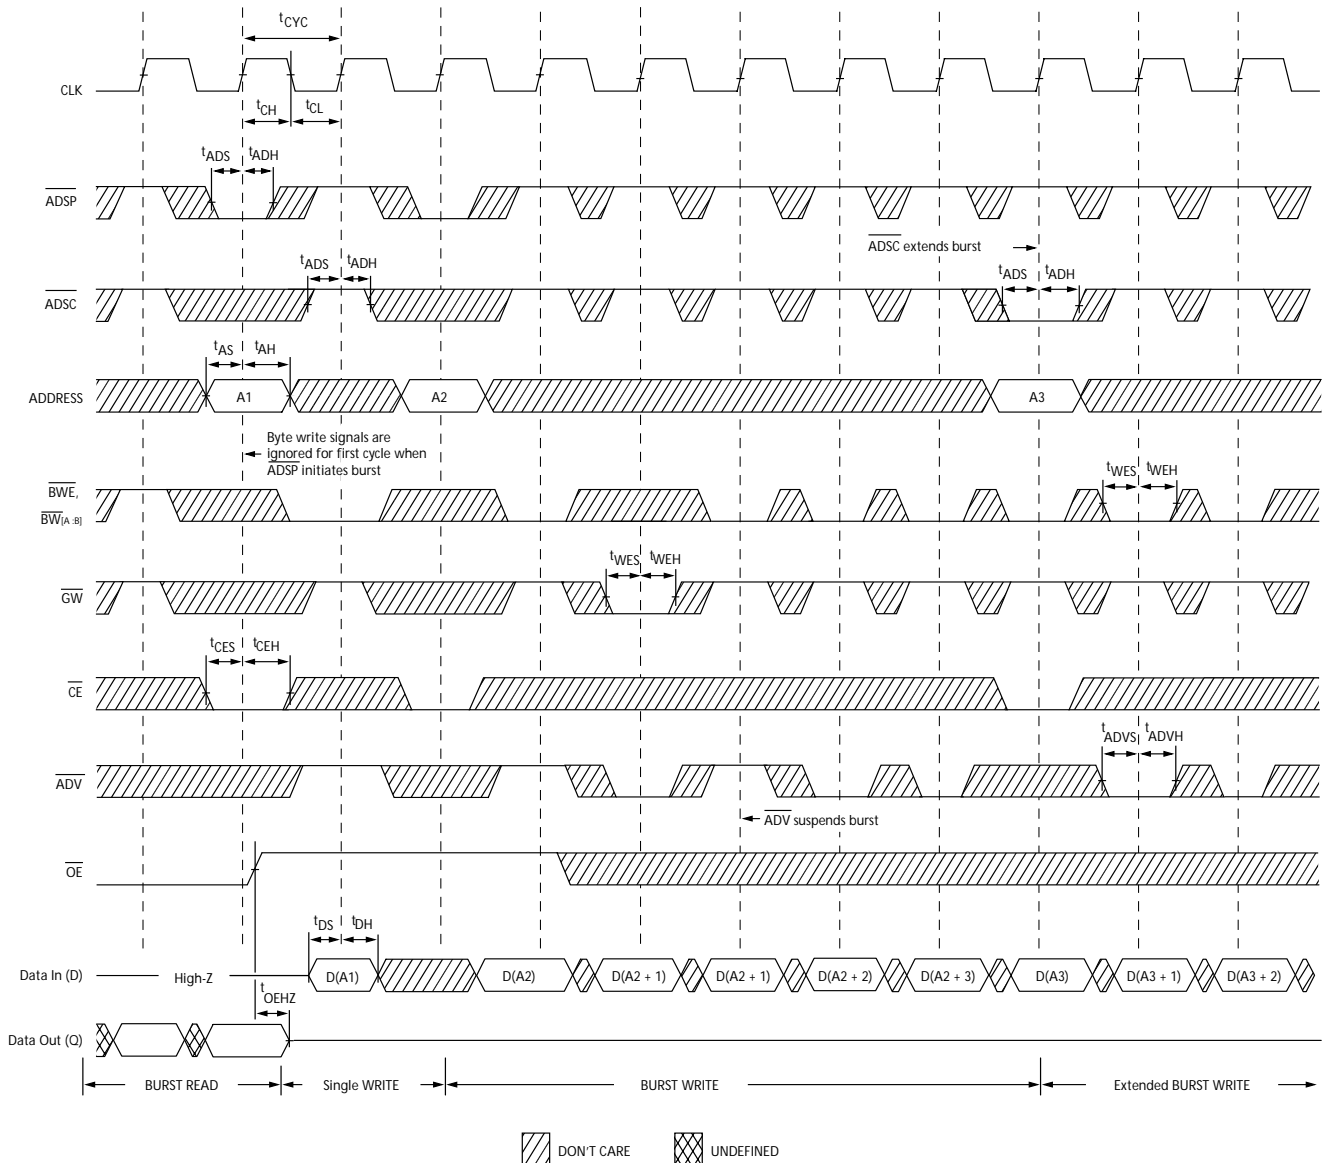 tCYC
CLK
tCH
tCL
tADS
tADH
ADSP
ADSC extends burst
tADS
tADH
tADS
tADH
ADSC
tAS
tAH
ADDRESS
A1
A2
A3
Byte write signals are
ignored for first cycle when
ADSP initiates burst
BWE,
BW[A :B]
tWES
tWEH
tWES
tWEH
GW
tCES
tCEH
CE
tADVS
tADVH
ADV
ADV suspends burst
OE
tDS
tDH
Data In (D)
High-Z
D(A1)
D(A2)
D(A2 + 1)
D(A2 + 1)
D(A2 + 2)
D(A2 + 3)
D(A3)
D(A3 + 1)
D(A3 + 2)
tOEHZ
Data Out (Q)
BURST READ
Single WRITE
BURST WRITE
Extended BURST WRITE
DON'T CARE
UNDEFINED